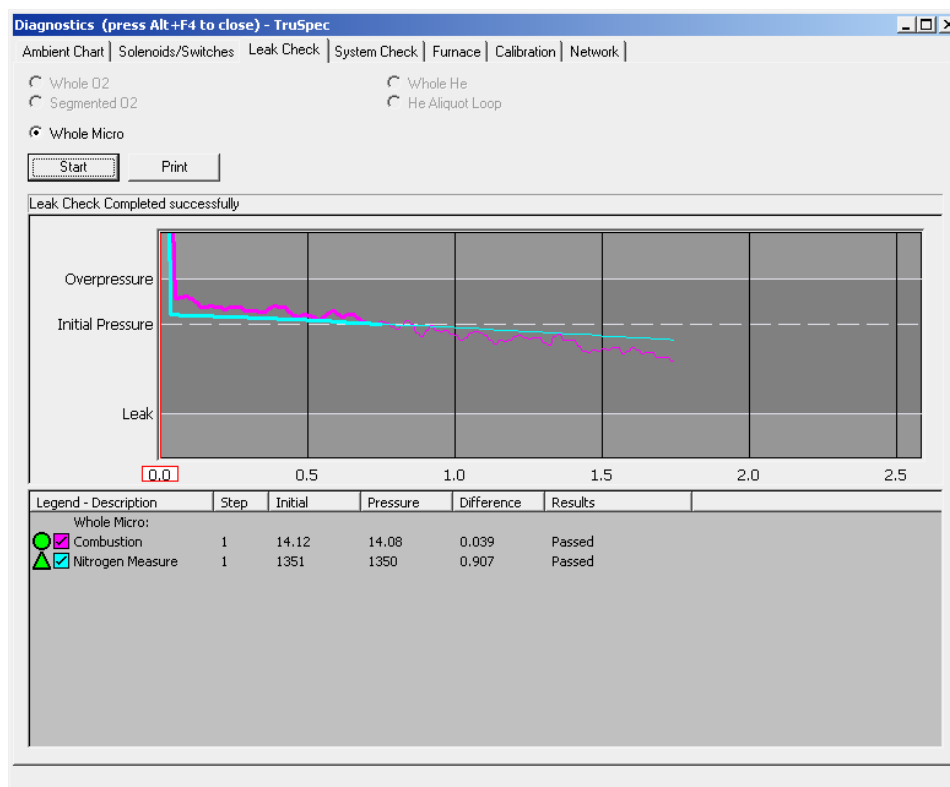 Diagnostics (press Alt+F4 to close) - TruSpec
Ambient Chart Solenoids/Switches Leak Check System Check Furnace Calibration Network
Whole O2 Whole He
Segmented O2 He Aliquot Loop
Whole Micro
Start Print
Leak Check Completed successfully
Overpressure
Initial Pressure
Leak
0.0 0.5 1.0 1.5 2.0 2.5
Legend - Description Step Initial Pressure Difference Results
Whole Micro:
Combustion 1 14.12 14.08 0.039 Passed
Nitrogen Measure 1 1351 1350 0.907 Passed